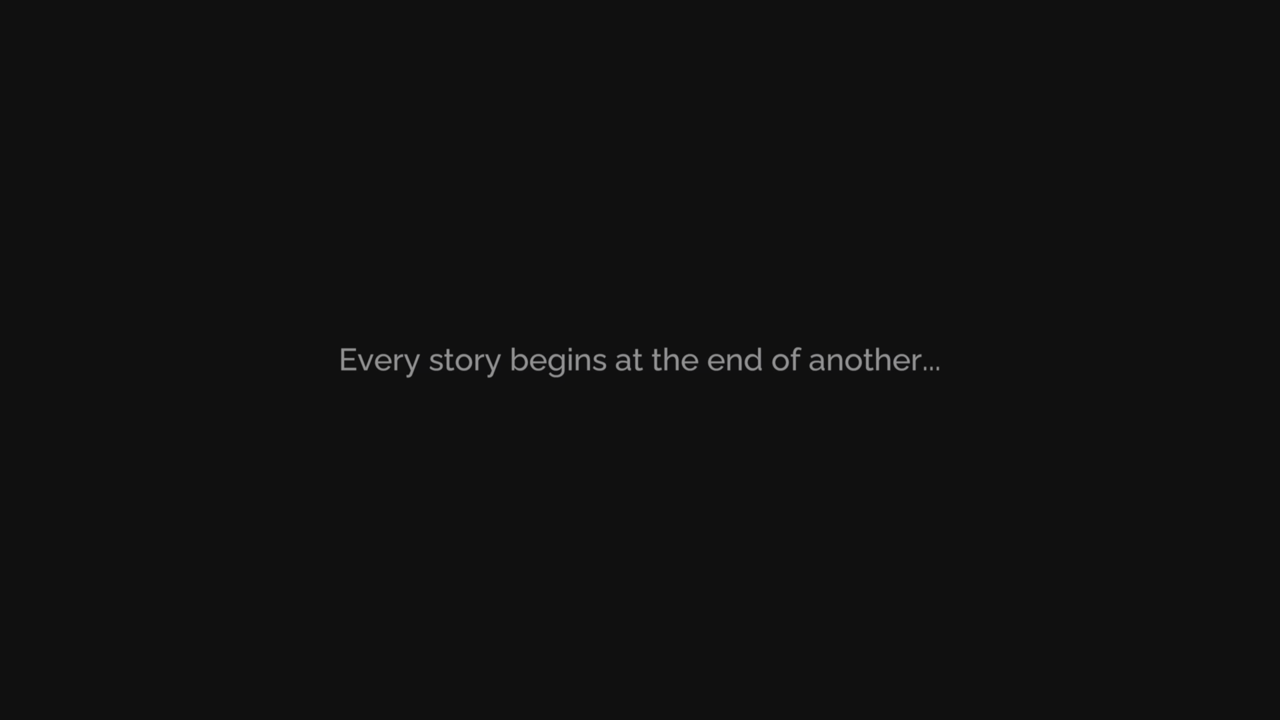 Every story begins at the end of another...